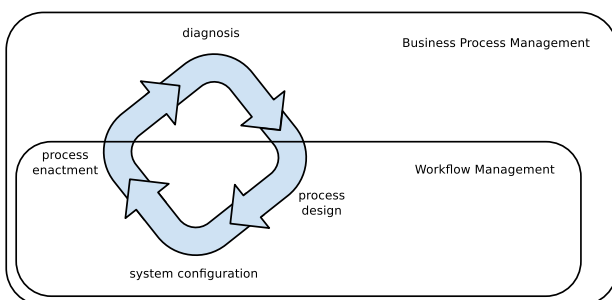 diagnosis
Business Process Management
process
enactment
Workflow Management
process
design
system configuration